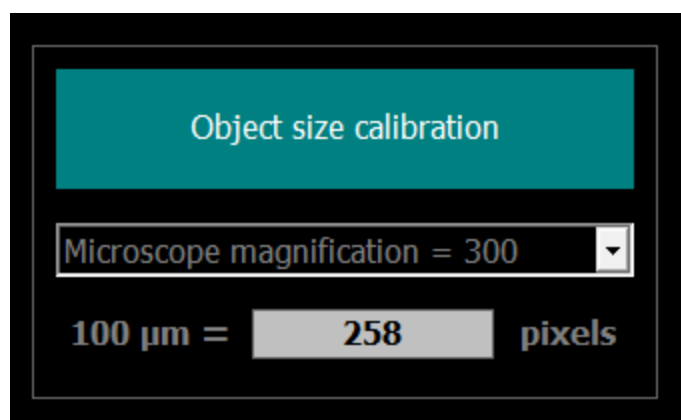 Object size calibration
Microscope magnification = 300
100 µm = 258 pixels